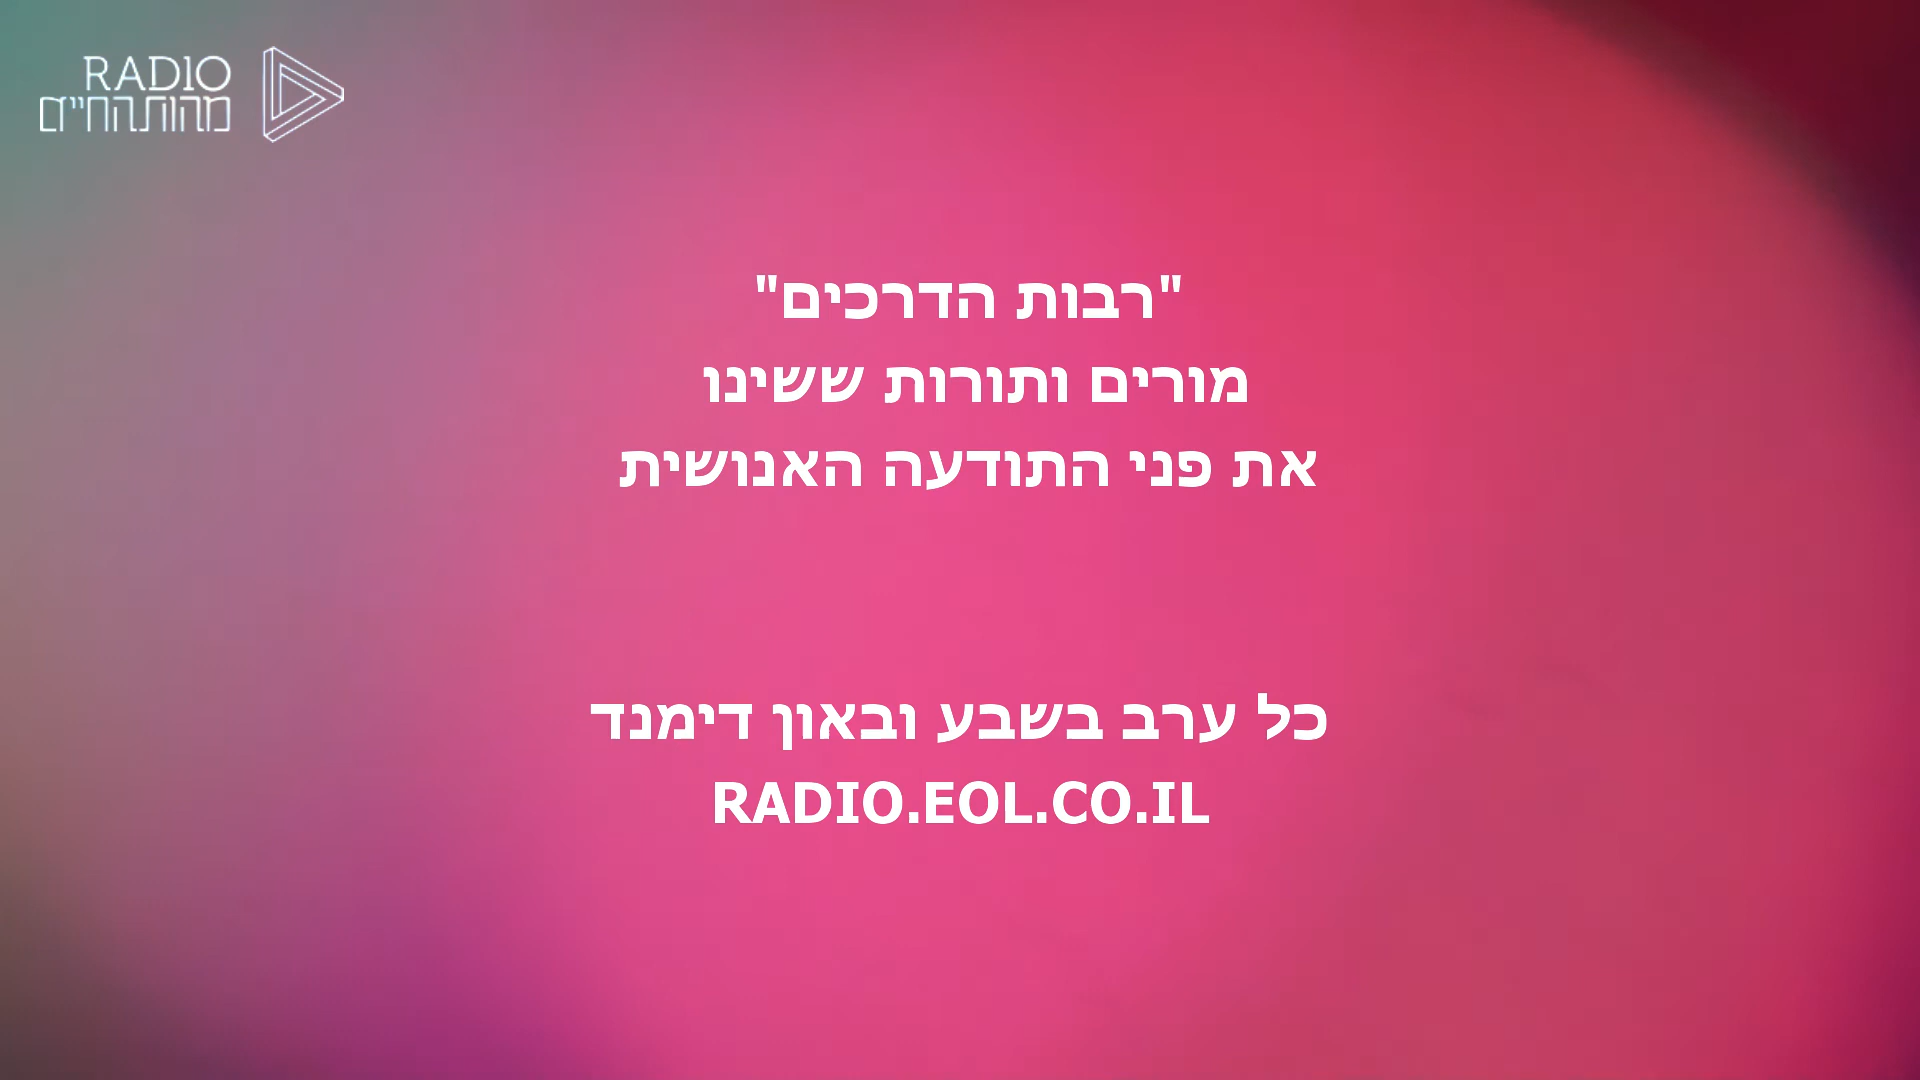 RADIO
מהותהחיים
"רבות הדרכים"
מורים ותורות ששינו
את פני התודעה האנושית
כל ערב בשבע ובאון דימנד
RADIO.EOL.CO.IL